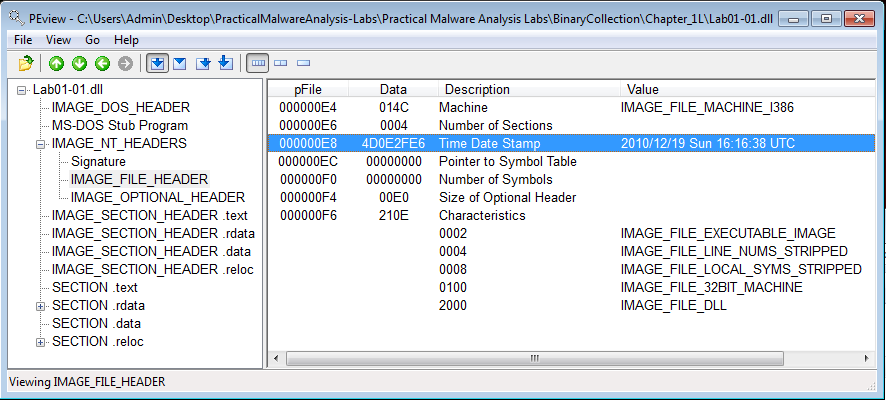 PEview - C:\Users\Admin\Desktop\PracticalMalwareAnalysis-Labs\Practical Malware Analysis Labs\BinaryCollection\Chapter_1L\Lab01-01.dll
File View Go Help
Lab01-01.dll
IMAGE_DOS_HEADER
MS-DOS Stub Program
IMAGE_NT_HEADERS
Signature
IMAGE_FILE_HEADER
IMAGE_OPTIONAL_HEADER
IMAGE_SECTION_HEADER .text
IMAGE_SECTION_HEADER .rdata
IMAGE_SECTION_HEADER .data
IMAGE_SECTION_HEADER .reloc
SECTION .text
SECTION .rdata
SECTION .data
SECTION .reloc
pFile Data Description Value
000000E4 014C Machine IMAGE_FILE_MACHINE_I386
000000E6 0004 Number of Sections
000000E8 4D0E2FE6 Time Date Stamp 2010/12/19 Sun 16:16:38 UTC
000000EC 00000000 Pointer to Symbol Table
000000F0 00000000 Number of Symbols
000000F4 00E0 Size of Optional Header
000000F6 210E Characteristics
0002 IMAGE_FILE_EXECUTABLE_IMAGE
0004 IMAGE_FILE_LINE_NUMS_STRIPPED
0008 IMAGE_FILE_LOCAL_SYMS_STRIPPED
0100 IMAGE_FILE_32BIT_MACHINE
2000 IMAGE_FILE_DLL
Viewing IMAGE_FILE_HEADER